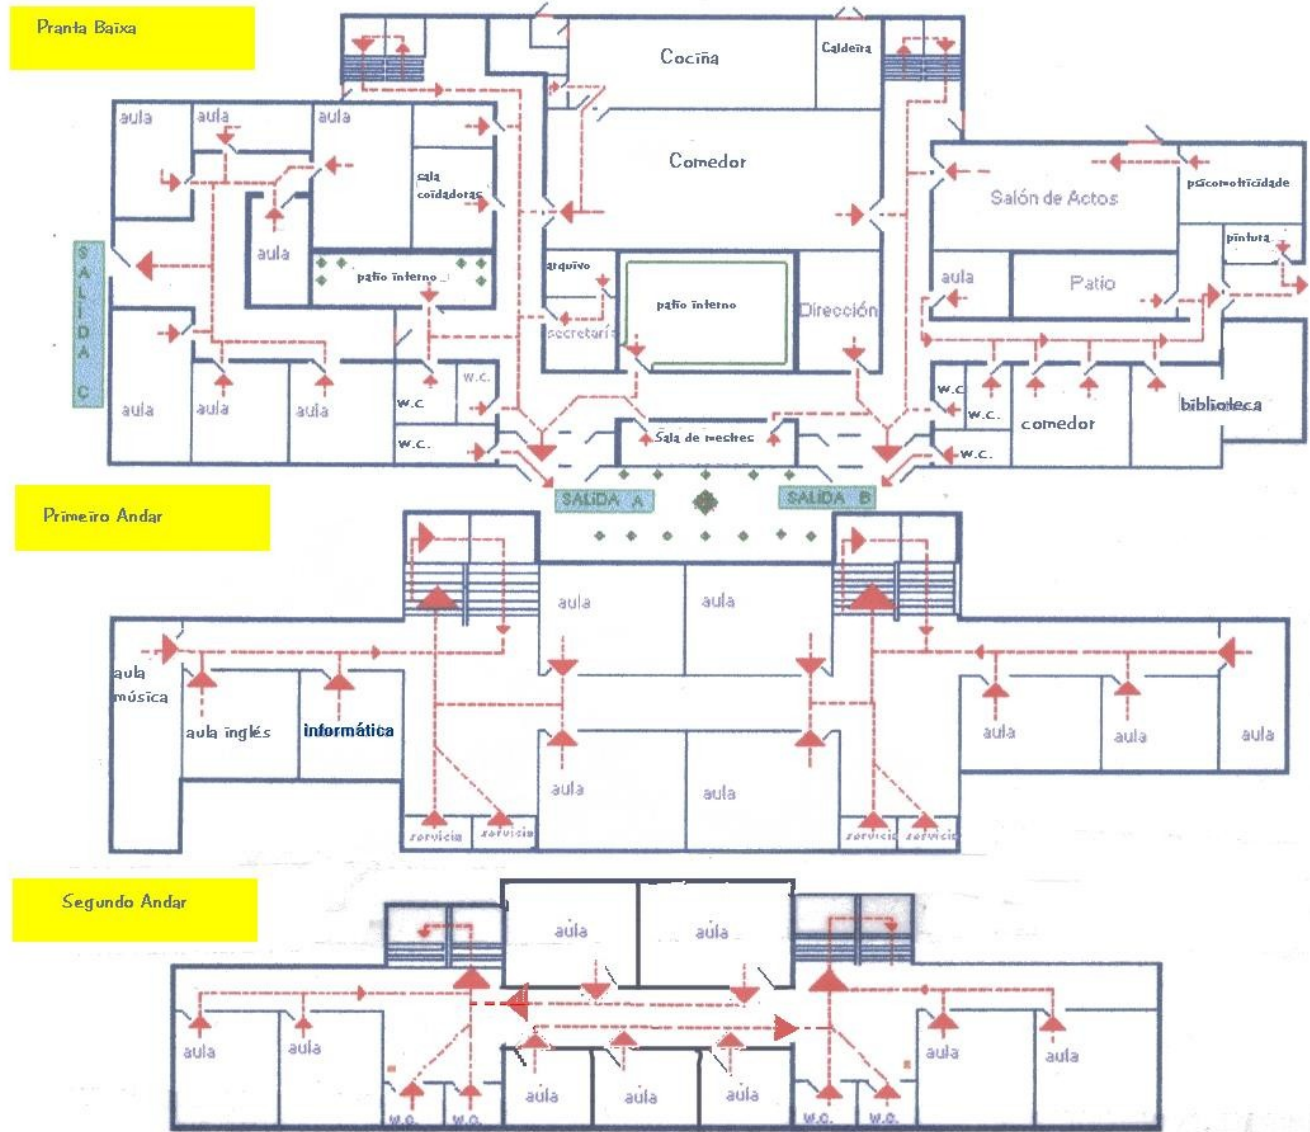 Pranta Baixa
Cociña
Caldeira
aula
aula
aula
Comedor
sala
coidadoras
Salón de Actos
psicomotricidade
aula
pintura
patio interno
arquivo
patio interno
Dirección
aula
Patio
secretaría
SALÍDA C
aula
aula
aula
w.c.
w.c
w.c.
w.c
w.c.
w.c.
comedor
biblioteca
Sala de mestres
SALÍDA A
SALÍDA B
Primeiro Andar
aula
aula
aula
música
aula inglés
informática
aula
aula
aula
aula
aula
servicio
servicio
servicio
servicio
Segundo Andar
aula
aula
aula
aula
aula
aula
aula
aula
aula
w.c.
w.c.
w.c.
w.c.